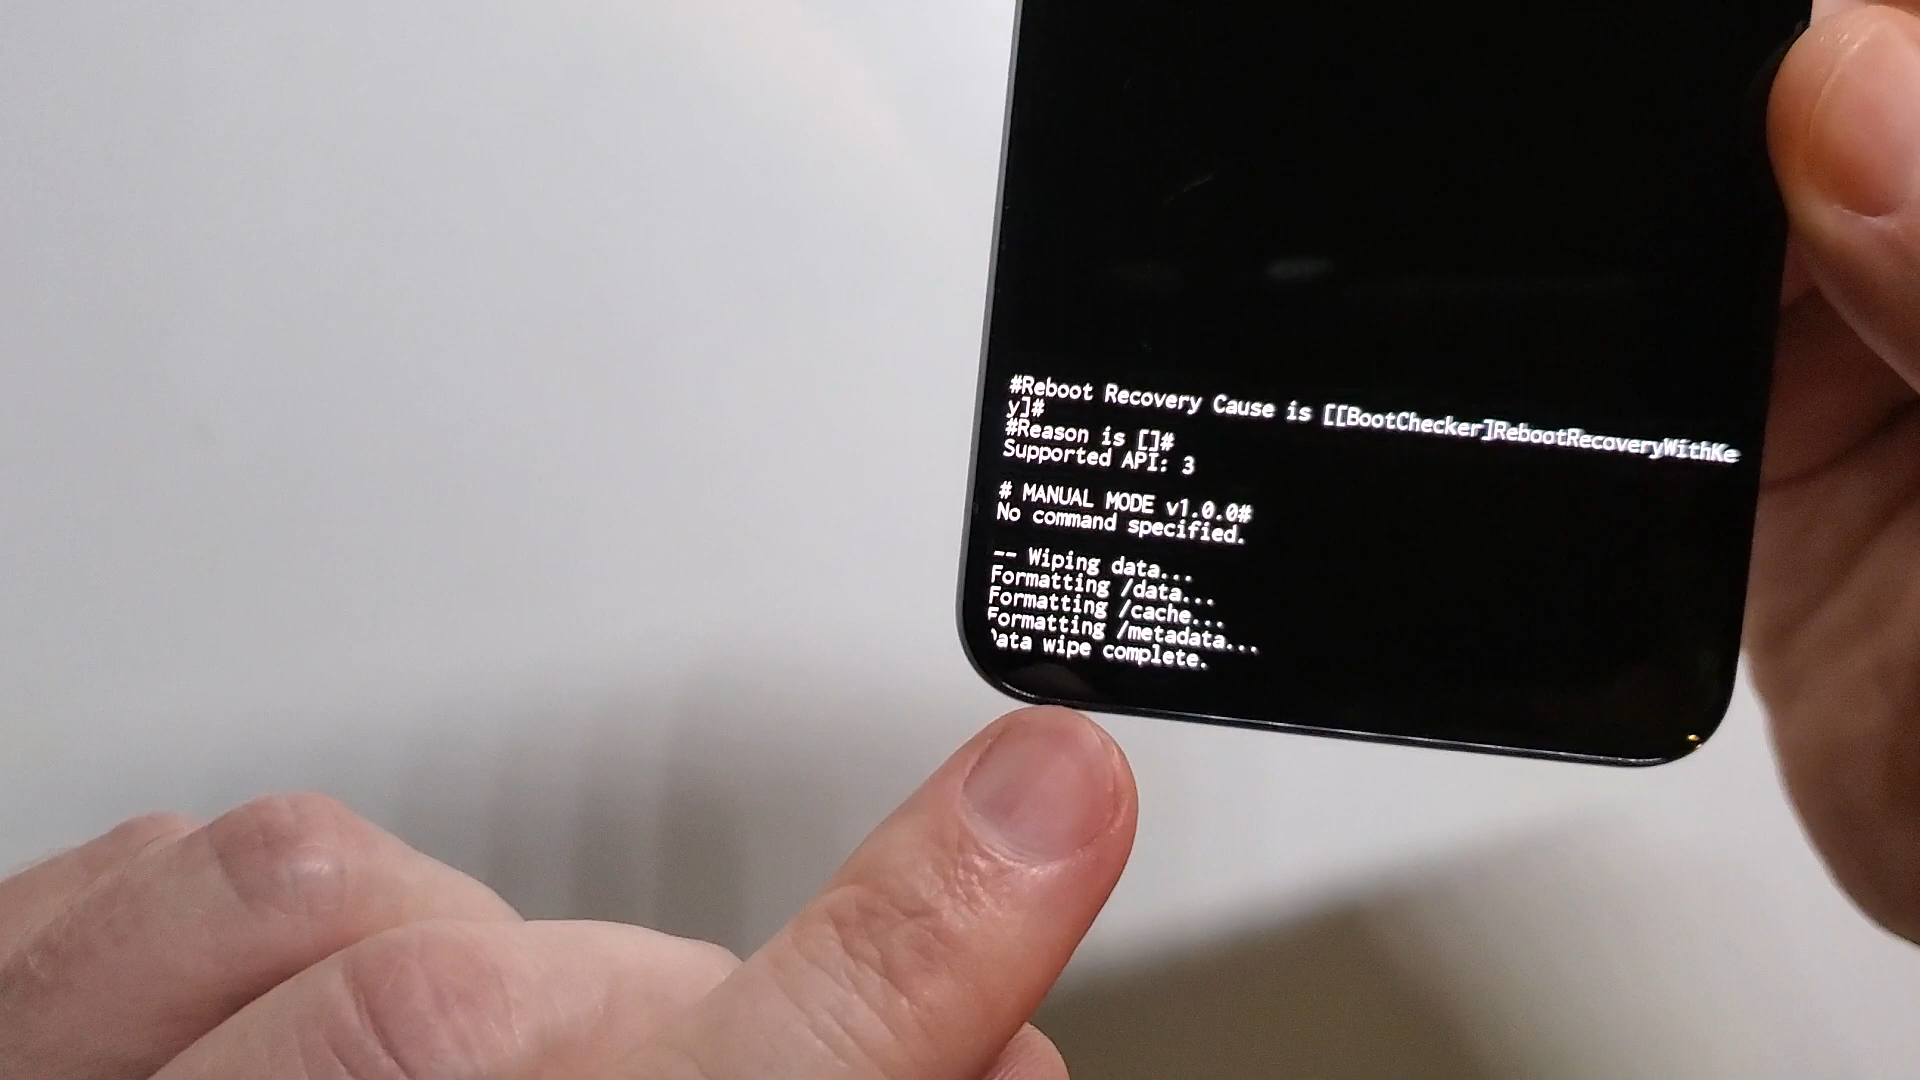 #Reboot Recovery Cause is [[BootChecker]RebootRecoveryWithKe
y]#
#Reason is []#
Supported API: 3
# MANUAL MODE v1.0.0#
No command specified.
-- Wiping data...
Formatting /data...
Formatting /cache...
Formatting /metadata...
Data wipe complete.